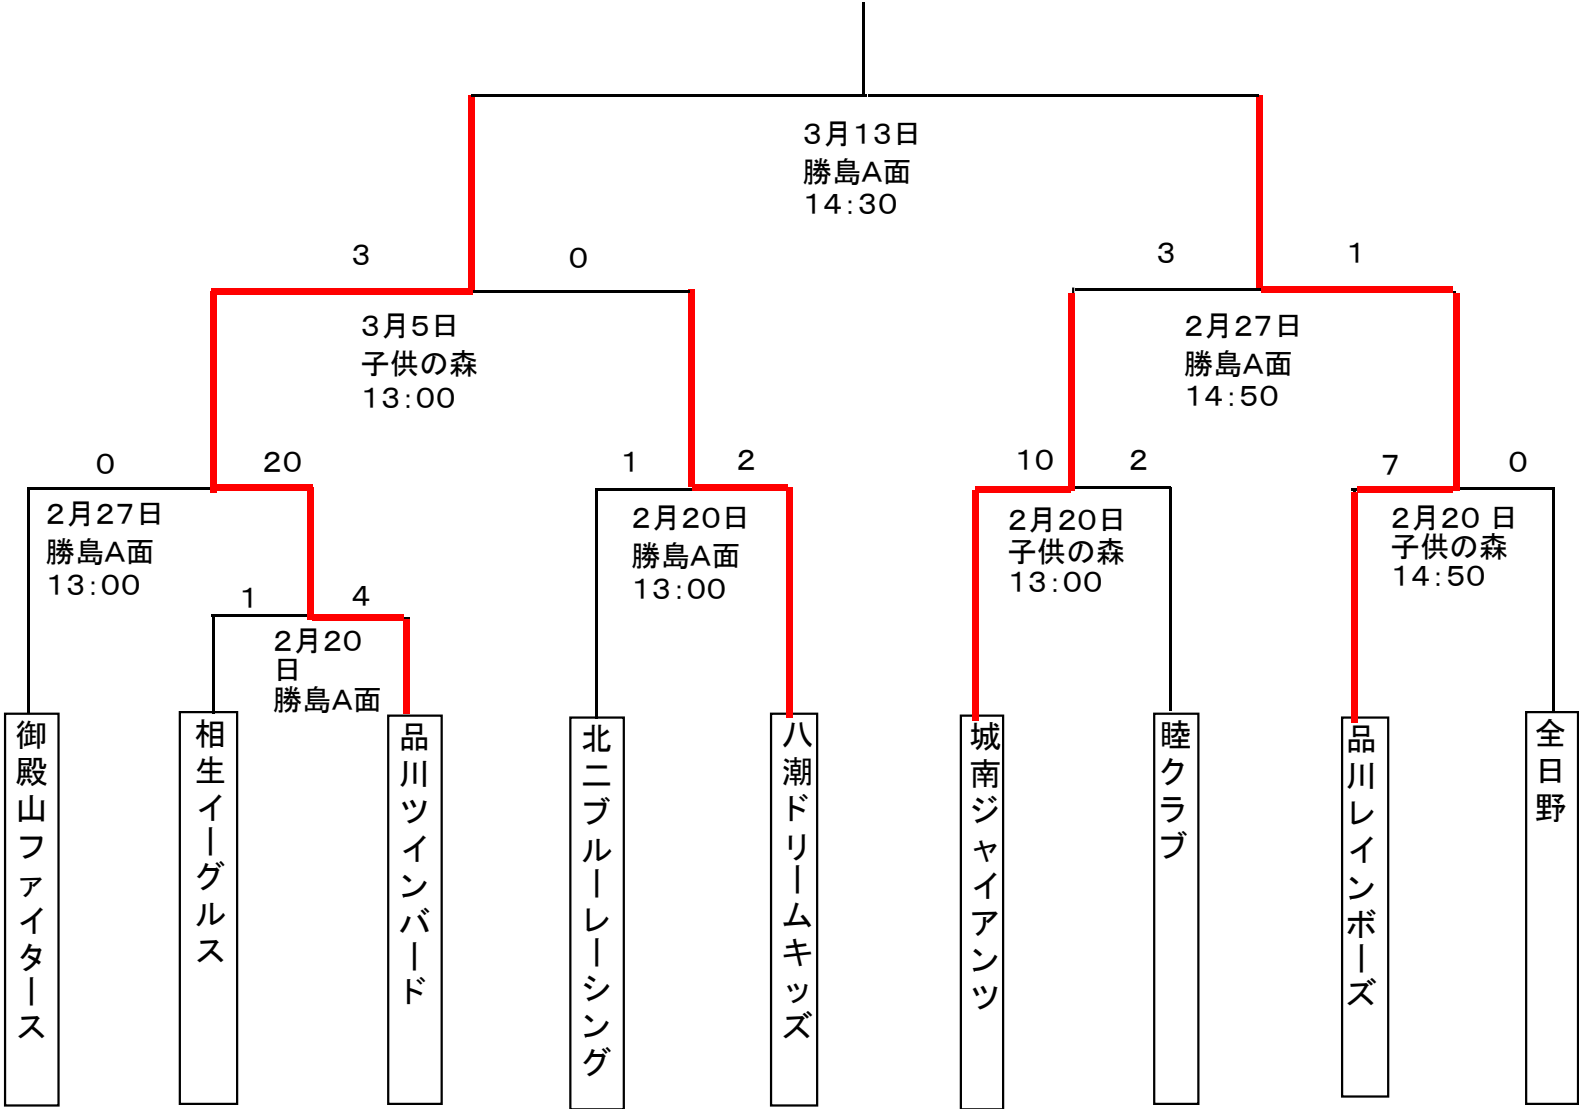 3月13日
勝島A面
14:30
3
0
3
1
3月5日
子供の森
13:00
2月27日
勝島A面
14:50
0
20
1
2
10
2
7
0
2月27日
勝島A面
13:00
2月20日
勝島A面
13:00
2月20日
子供の森
13:00
2月20 日
子供の森
14:50
1
4
2月20
日
勝島A面
御殿山ファイタース
相生イーグルス
品川ツインバード
北ニブルーレーシング
八潮ドリームキッズ
城南ジャイアンツ
睦クラブ
品川レインボーズ
全日野